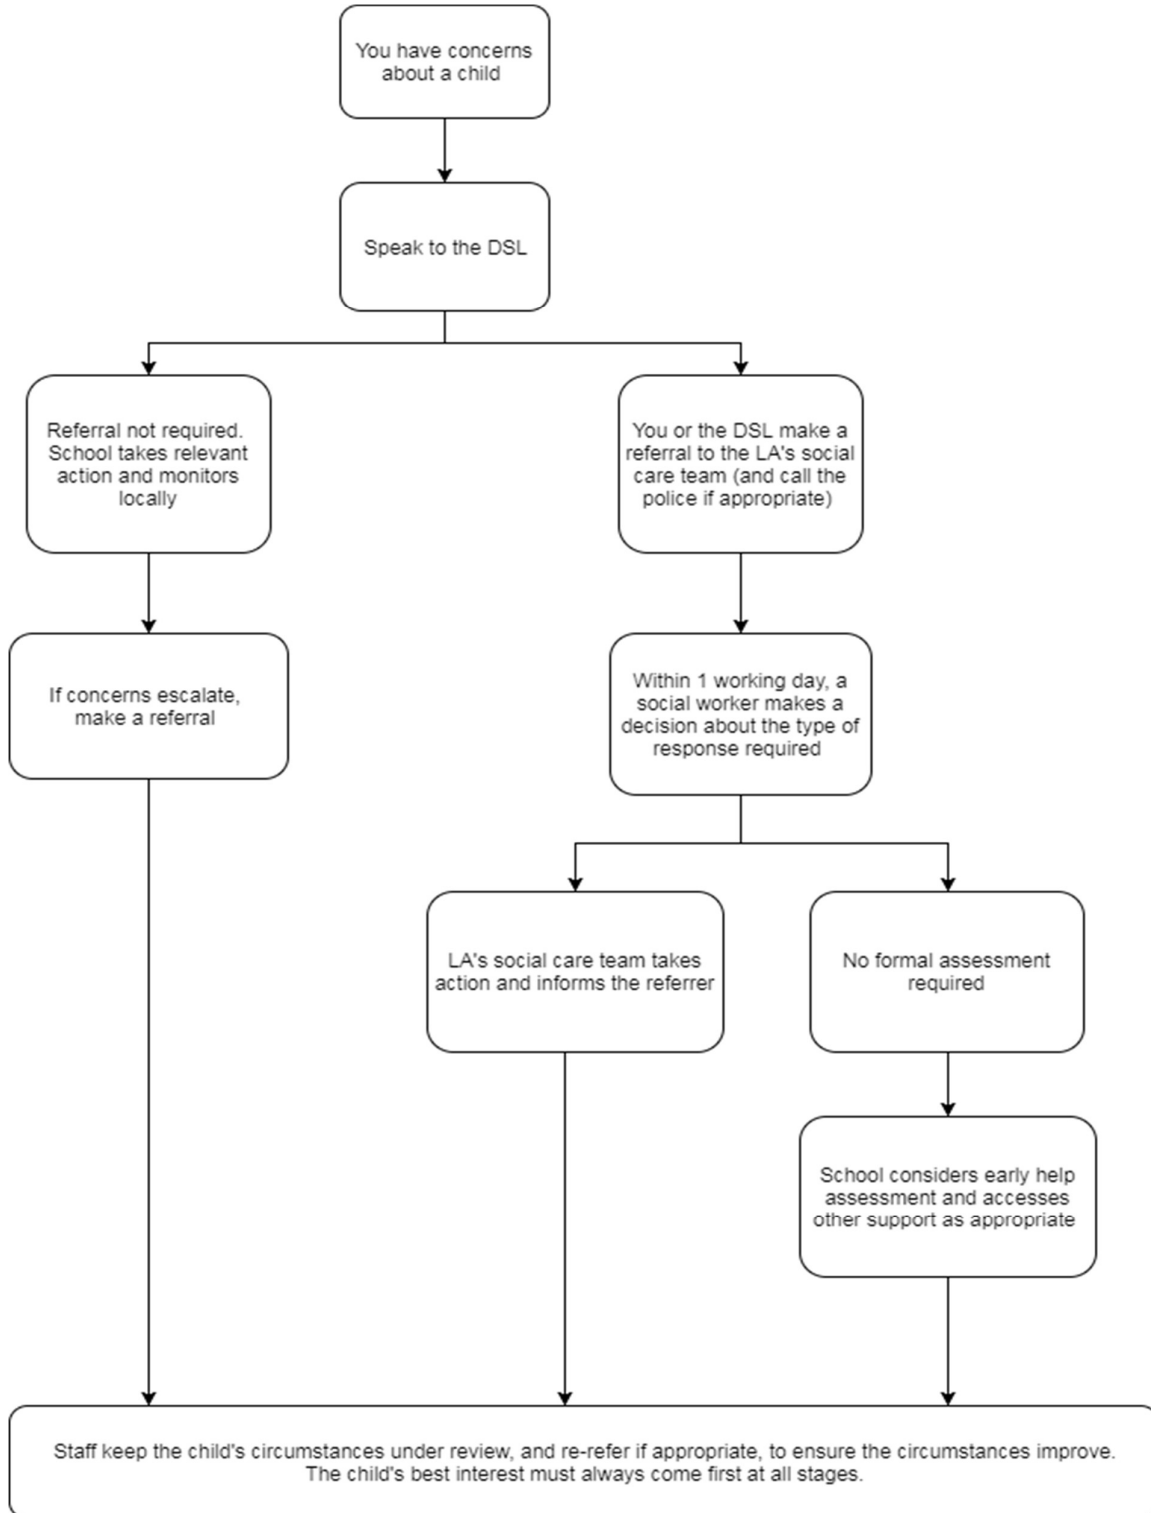 You have concerns
about a child
Speak to the DSL
Referral not required.
School takes relevant
action and monitors
locally
You or the DSL make a
referral to the LA's social
care team (and call the
police if appropriate)
If concerns escalate,
make a referral
Within 1 working day, a
social worker makes a
decision about the type of
response required
LA's social care team takes
action and informs the referrer
No formal assessment
required
School considers early help
assessment and accesses
other support as appropriate
Staff keep the child's circumstances under review, and re-refer if appropriate, to ensure the circumstances improve.
The child's best interest must always come first at all stages.